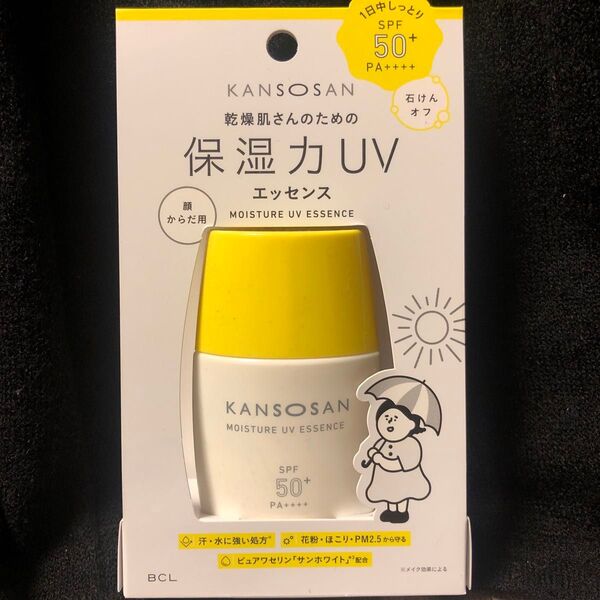 1日中しっとり
SPF
50+
PA++++
石けん
オフ
KANSOSAN
乾燥肌さんのための
保湿力UV
エッセンス
MOISTURE UV ESSENCE
顔
からだ用
KANSOSAN
MOISTURE UV ESSENCE
SPF
50+
PA++++
汗・水に強い処方
花粉・ほこり・PM2.5から守る
ピュアワセリン「サンホワイト」配合
BCL
※メイク効果による